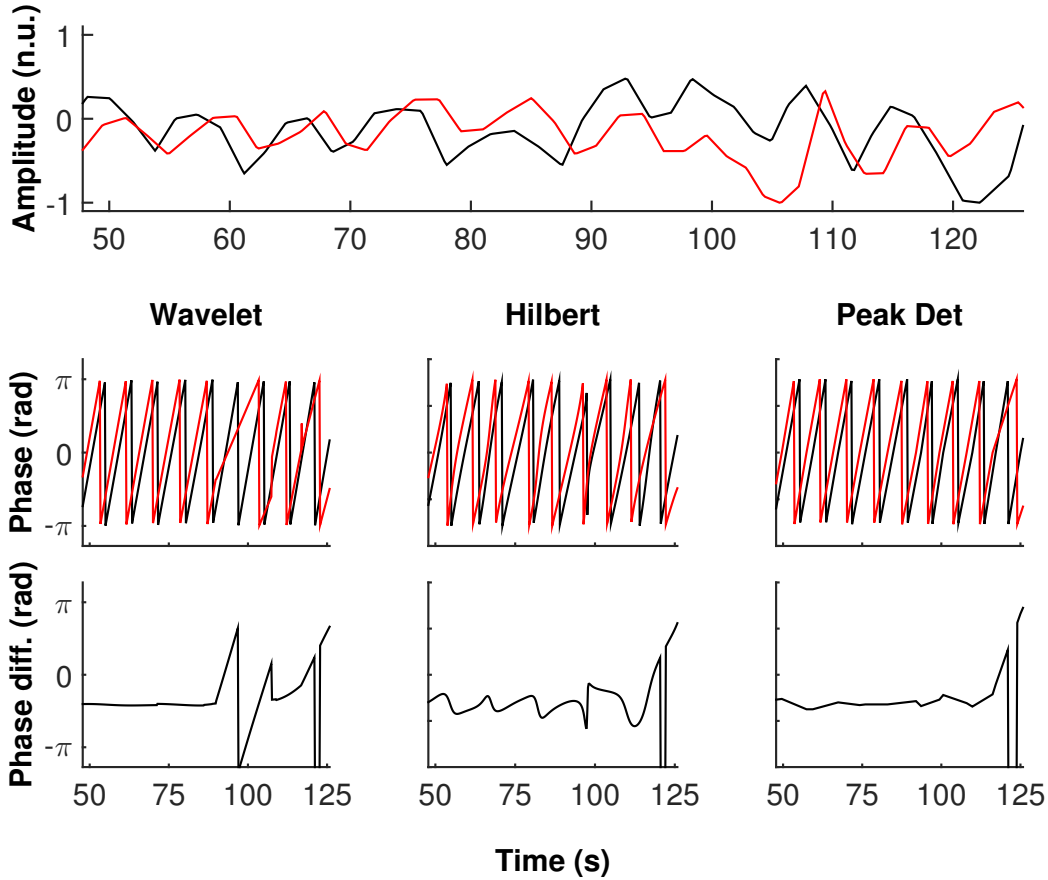 Amplitude (n.u.)
1
0
-1
50 60 70 80 90 100 110 120
Wavelet Hilbert Peak Det
Phase (rad)
π
0
-π
Phase diff. (rad)
π
0
-π
50 75 100 125 50 75 100 125 50 75 100 125
Time (s)